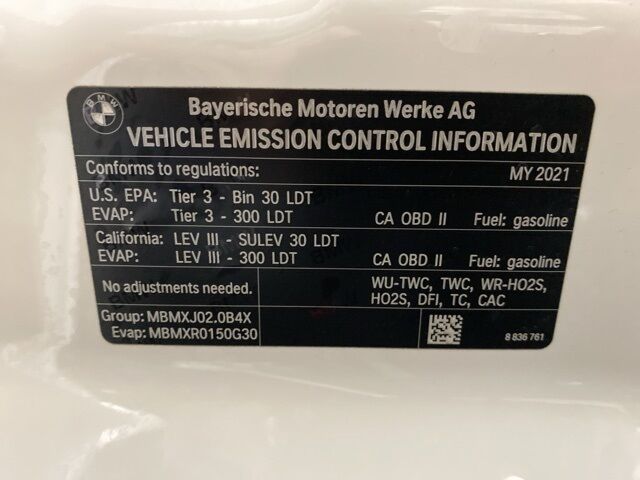 BMW
Bayerische Motoren Werke AG
VEHICLE EMISSION CONTROL INFORMATION
Conforms to regulations: MY 2021
U.S. EPA: Tier 3 - Bin 30 LDT
EVAP: Tier 3 - 300 LDT CA OBD II Fuel: gasoline
California: LEV III - SULEV 30 LDT
EVAP: LEV III - 300 LDT CA OBD II Fuel: gasoline
No adjustments needed. WU-TWC, TWC, WR-HO2S,
HO2S, DFI, TC, CAC
Group: MBMXJ02.0B4X
Evap: MBMXR0150G30
8 836 761